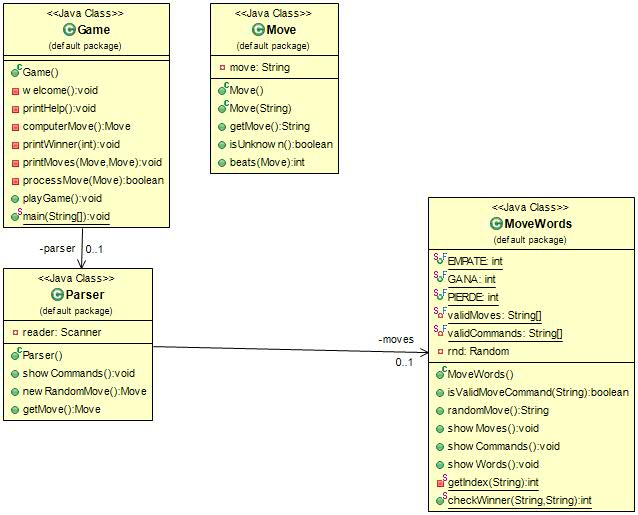 <<Java Class>>
Game
(default package)
Game()
welcome():void
printHelp():void
computerMove():Move
printWinner(int):void
printMoves(Move,Move):void
processMove(Move):boolean
playGame():void
main(String[]):void
<<Java Class>>
Move
(default package)
move: String
Move()
Move(String)
getMove():String
isUnknown():boolean
beats(Move):int
-parser
0..1
<<Java Class>>
Parser
(default package)
reader: Scanner
Parser()
showCommands():void
newRandomMove():Move
getMove():Move
-moves
0..1
<<Java Class>>
MoveWords
(default package)
EMPATE: int
GANA: int
PIERDE: int
validMoves: String[]
validCommands: String[]
rnd: Random
MoveWords()
isValidMoveCommand(String):boolean
randomMove():String
showMoves():void
showCommands():void
showWords():void
getIndex(String):int
checkWinner(String,String):int